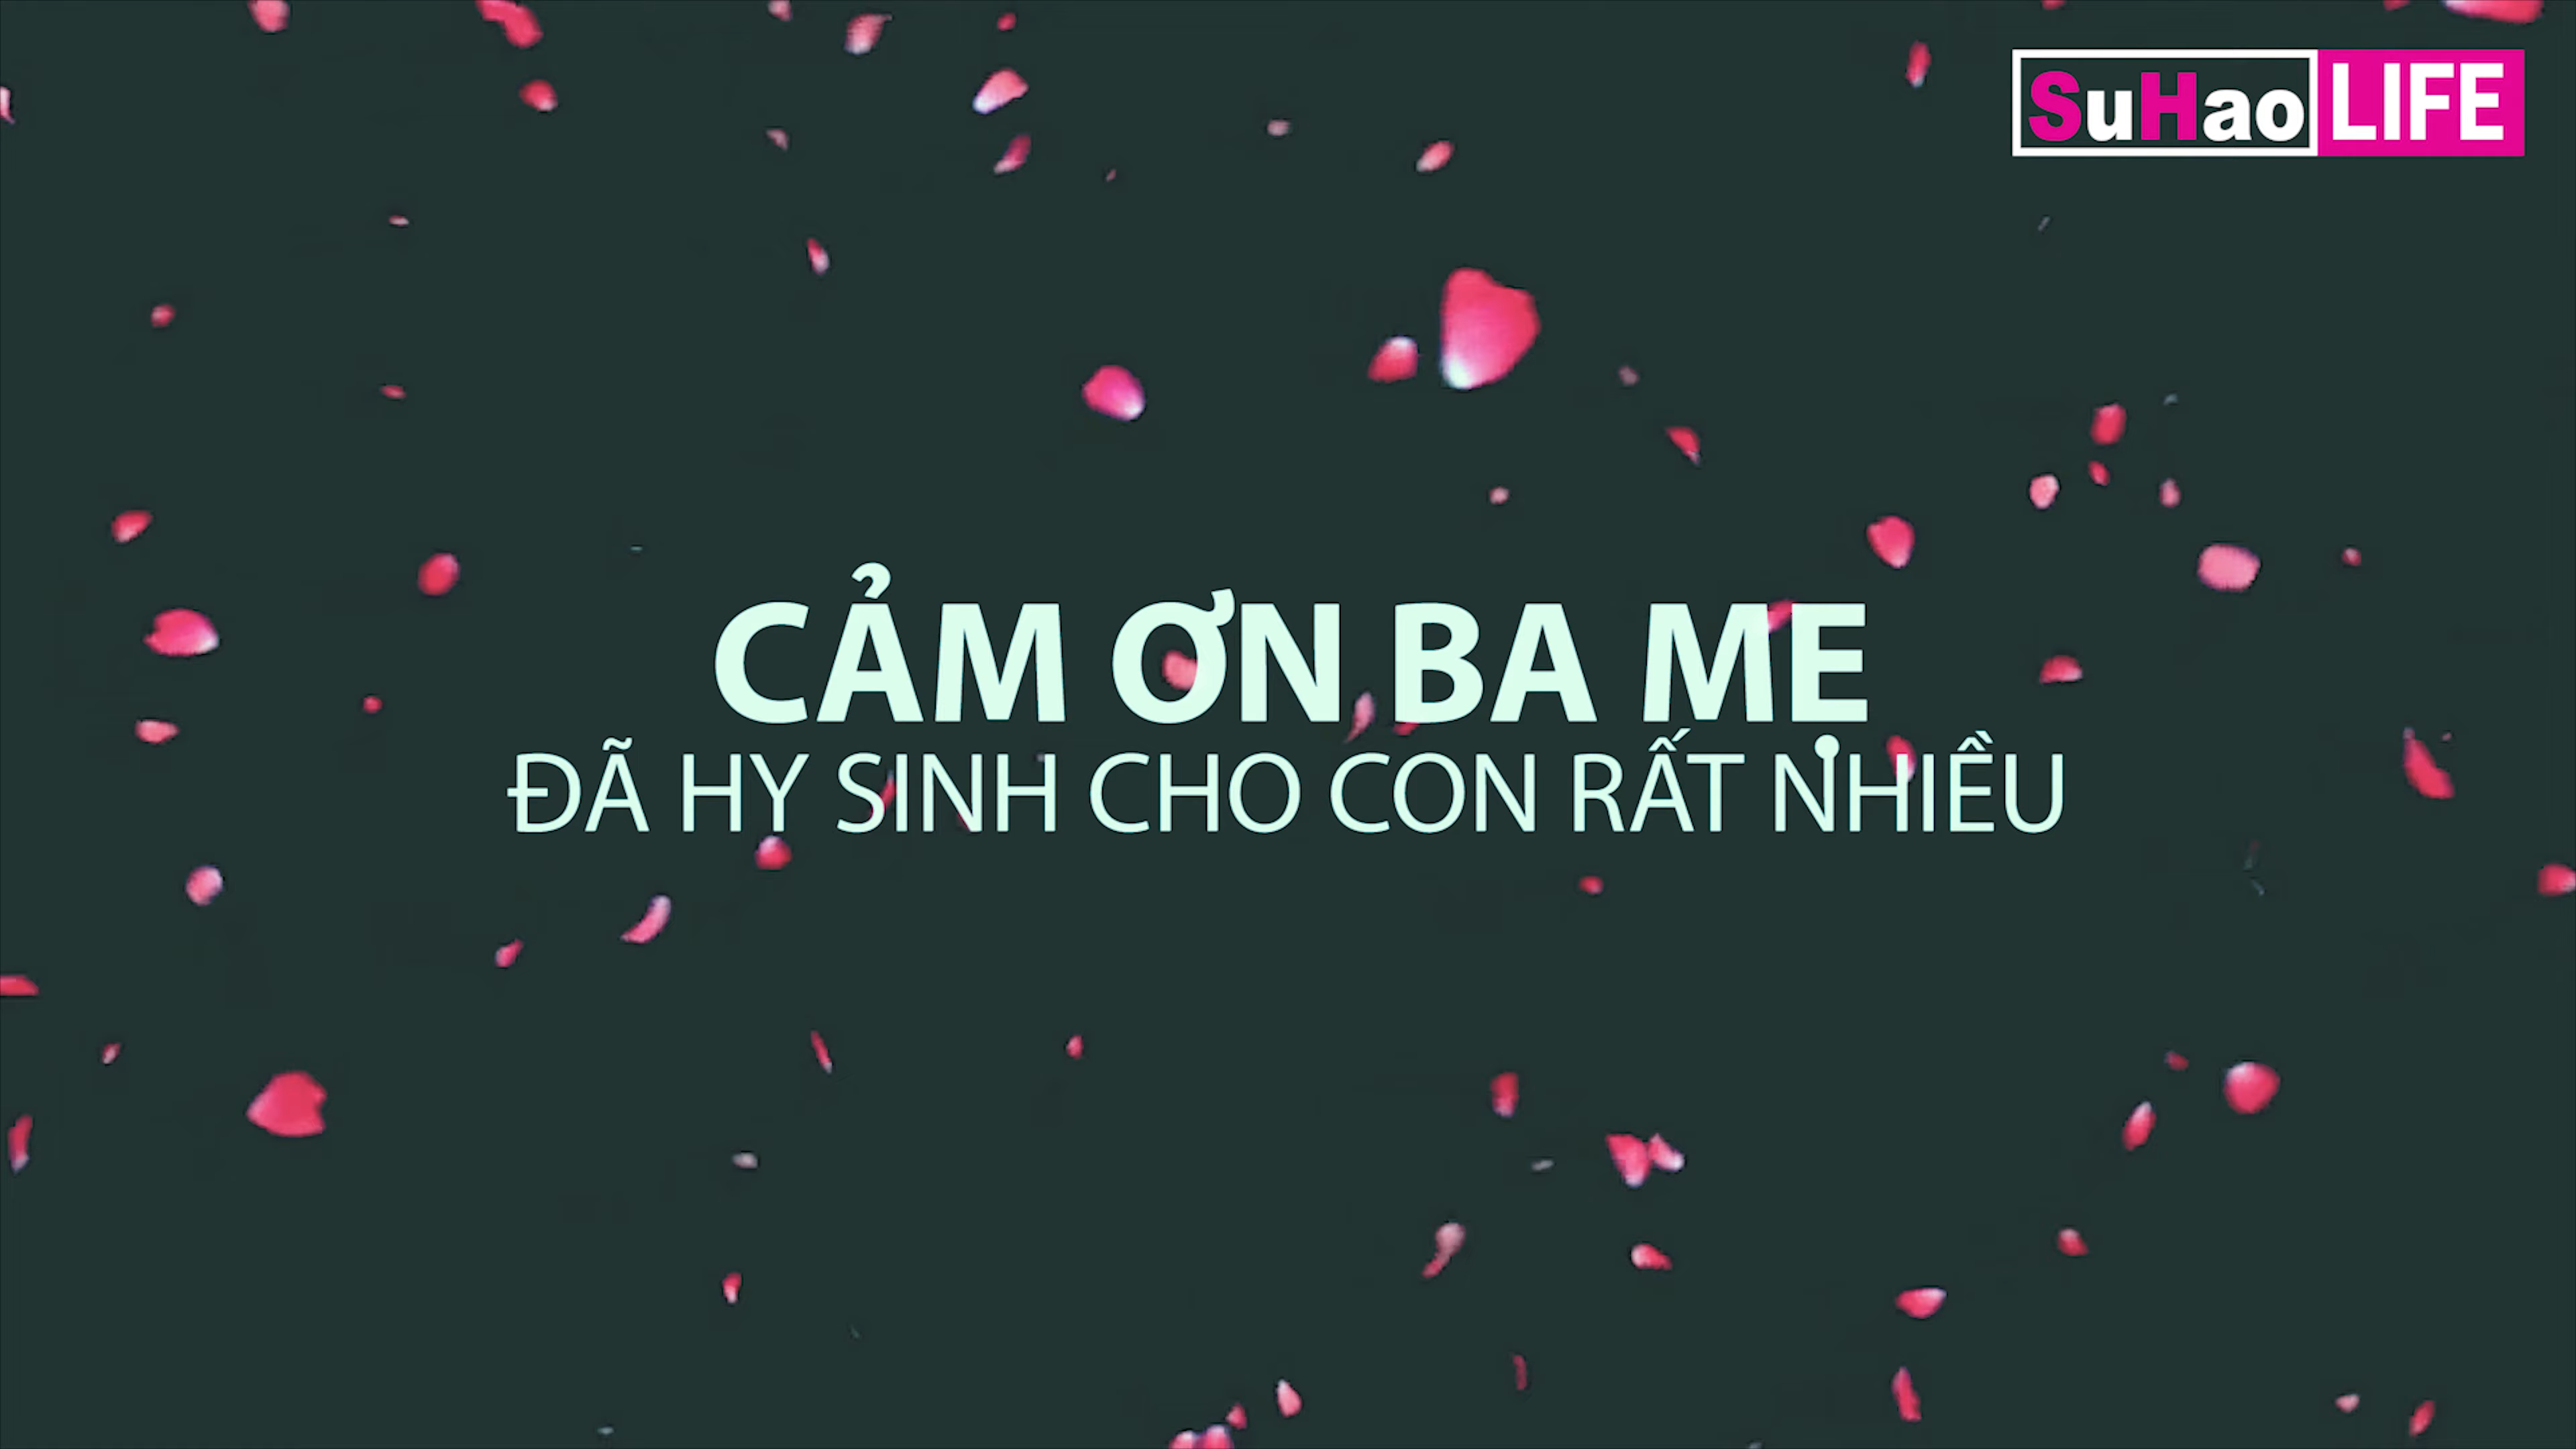 SuHao LIFE
CẢM ƠN BA MẸ
ĐÃ HY SINH CHO CON RẤT NHIỀU